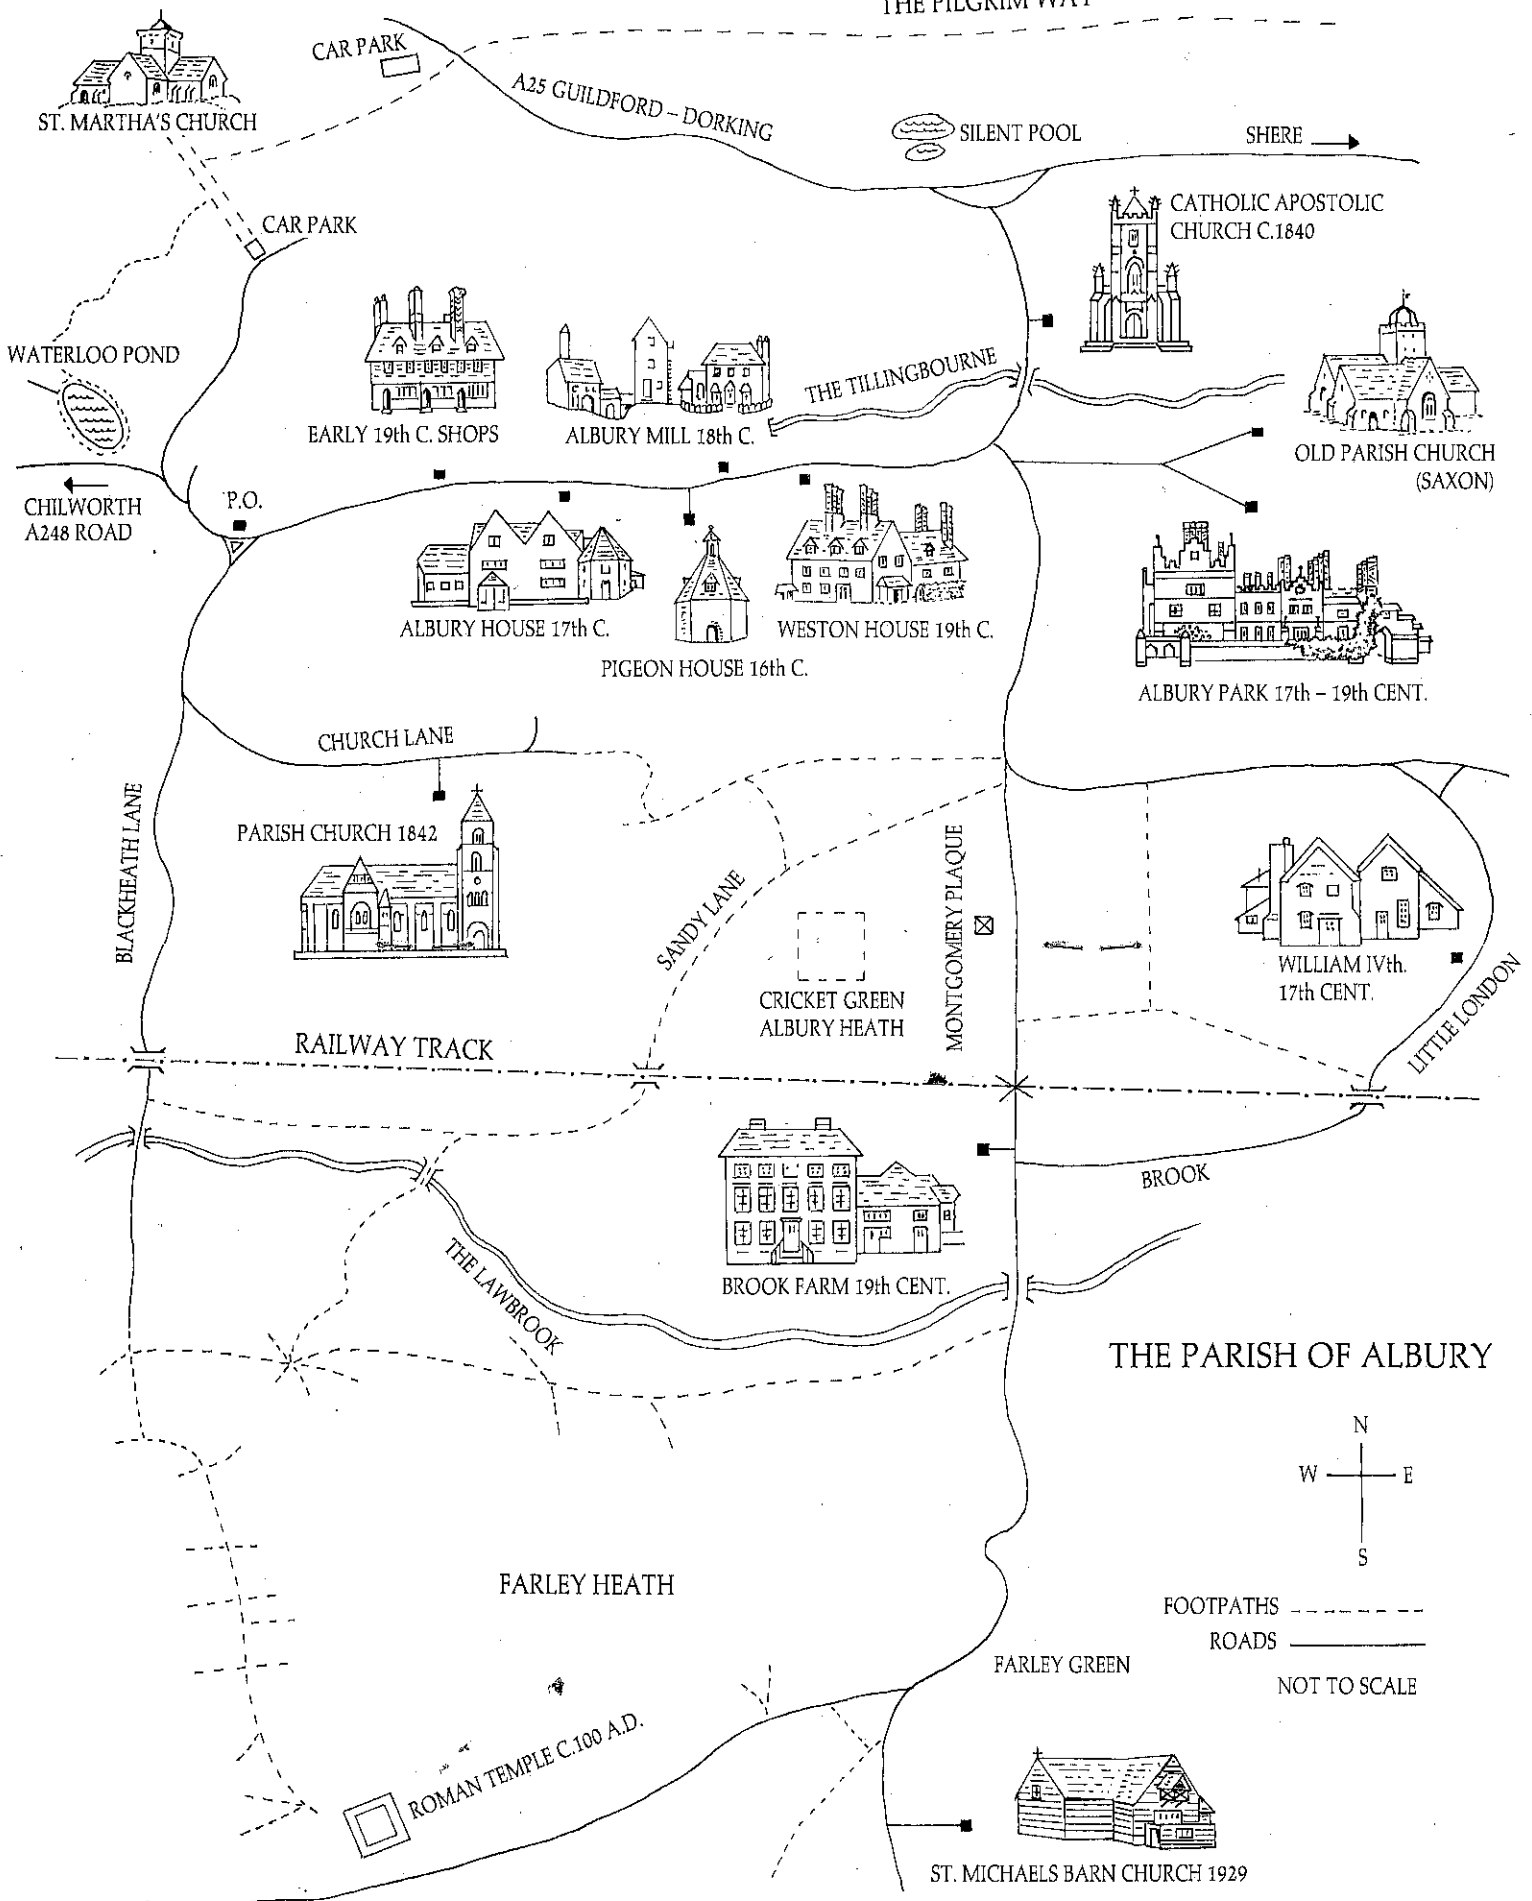 THE PILGRIM WAY
CAR PARK
ST. MARTHA'S CHURCH
A25 GUILDFORD – DORKING
SILENT POOL
SHERE
CATHOLIC APOSTOLIC
CHURCH C.1840
CAR PARK
WATERLOO POND
EARLY 19th C. SHOPS
ALBURY MILL 18th C.
THE TILLINGBOURNE
OLD PARISH CHURCH
(SAXON)
CHILWORTH
A248 ROAD
P.O.
ALBURY HOUSE 17th C.
PIGEON HOUSE 16th C.
WESTON HOUSE 19th C.
ALBURY PARK 17th – 19th CENT.
CHURCH LANE
BLACKHEATH LANE
PARISH CHURCH 1842
SANDY LANE
CRICKET GREEN
ALBURY HEATH
MONTGOMERY PLAQUE
WILLIAM IVth.
17th CENT.
LITTLE LONDON
RAILWAY TRACK
BROOK
BROOK FARM 19th CENT.
THE LAWBROOK
THE PARISH OF ALBURY
N
W
E
S
FARLEY HEATH
FOOTPATHS
ROADS
NOT TO SCALE
FARLEY GREEN
ROMAN TEMPLE C.100 A.D.
ST. MICHAELS BARN CHURCH 1929